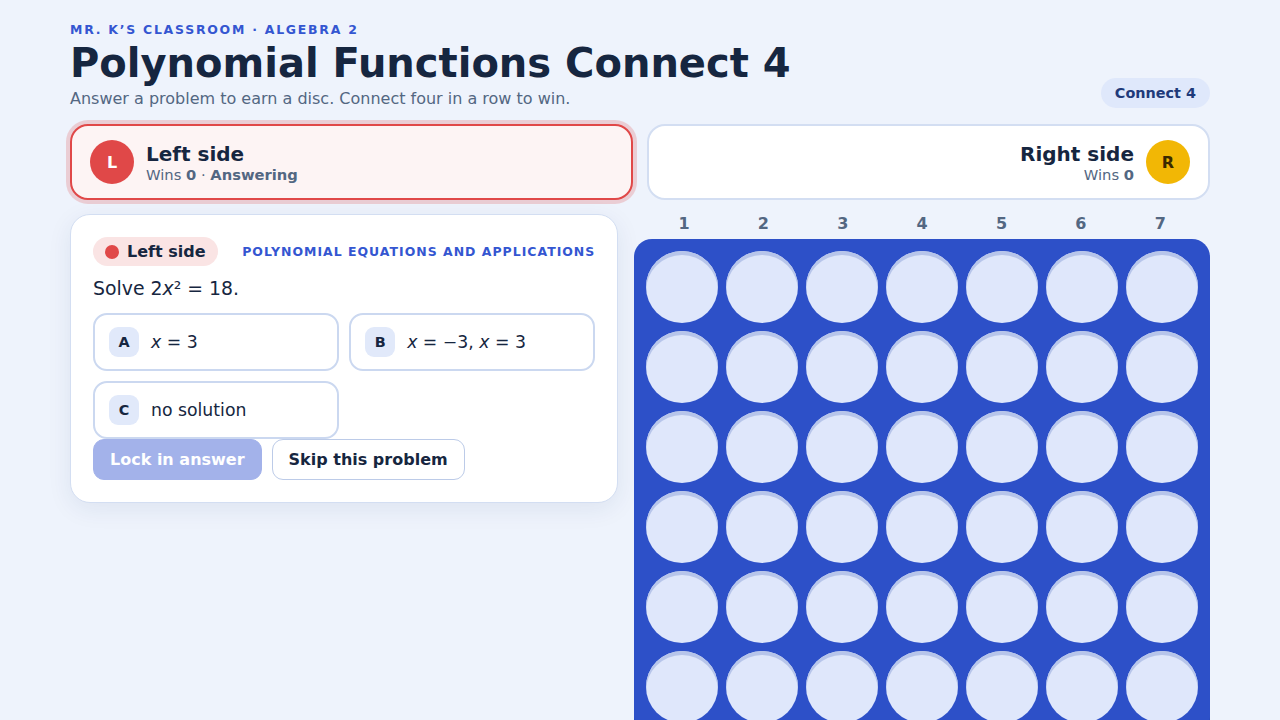 MR. K’S CLASSROOM · ALGEBRA 2
Polynomial Functions Connect 4
Answer a problem to earn a disc. Connect four in a row to win.
Connect 4
L
Left side
Wins 0 · Answering
Right side
Wins 0
R
Left side
POLYNOMIAL EQUATIONS AND APPLICATIONS
Solve 2x² = 18.
A x = 3
B x = −3, x = 3
C no solution
Lock in answer
Skip this problem
1 2 3 4 5 6 7